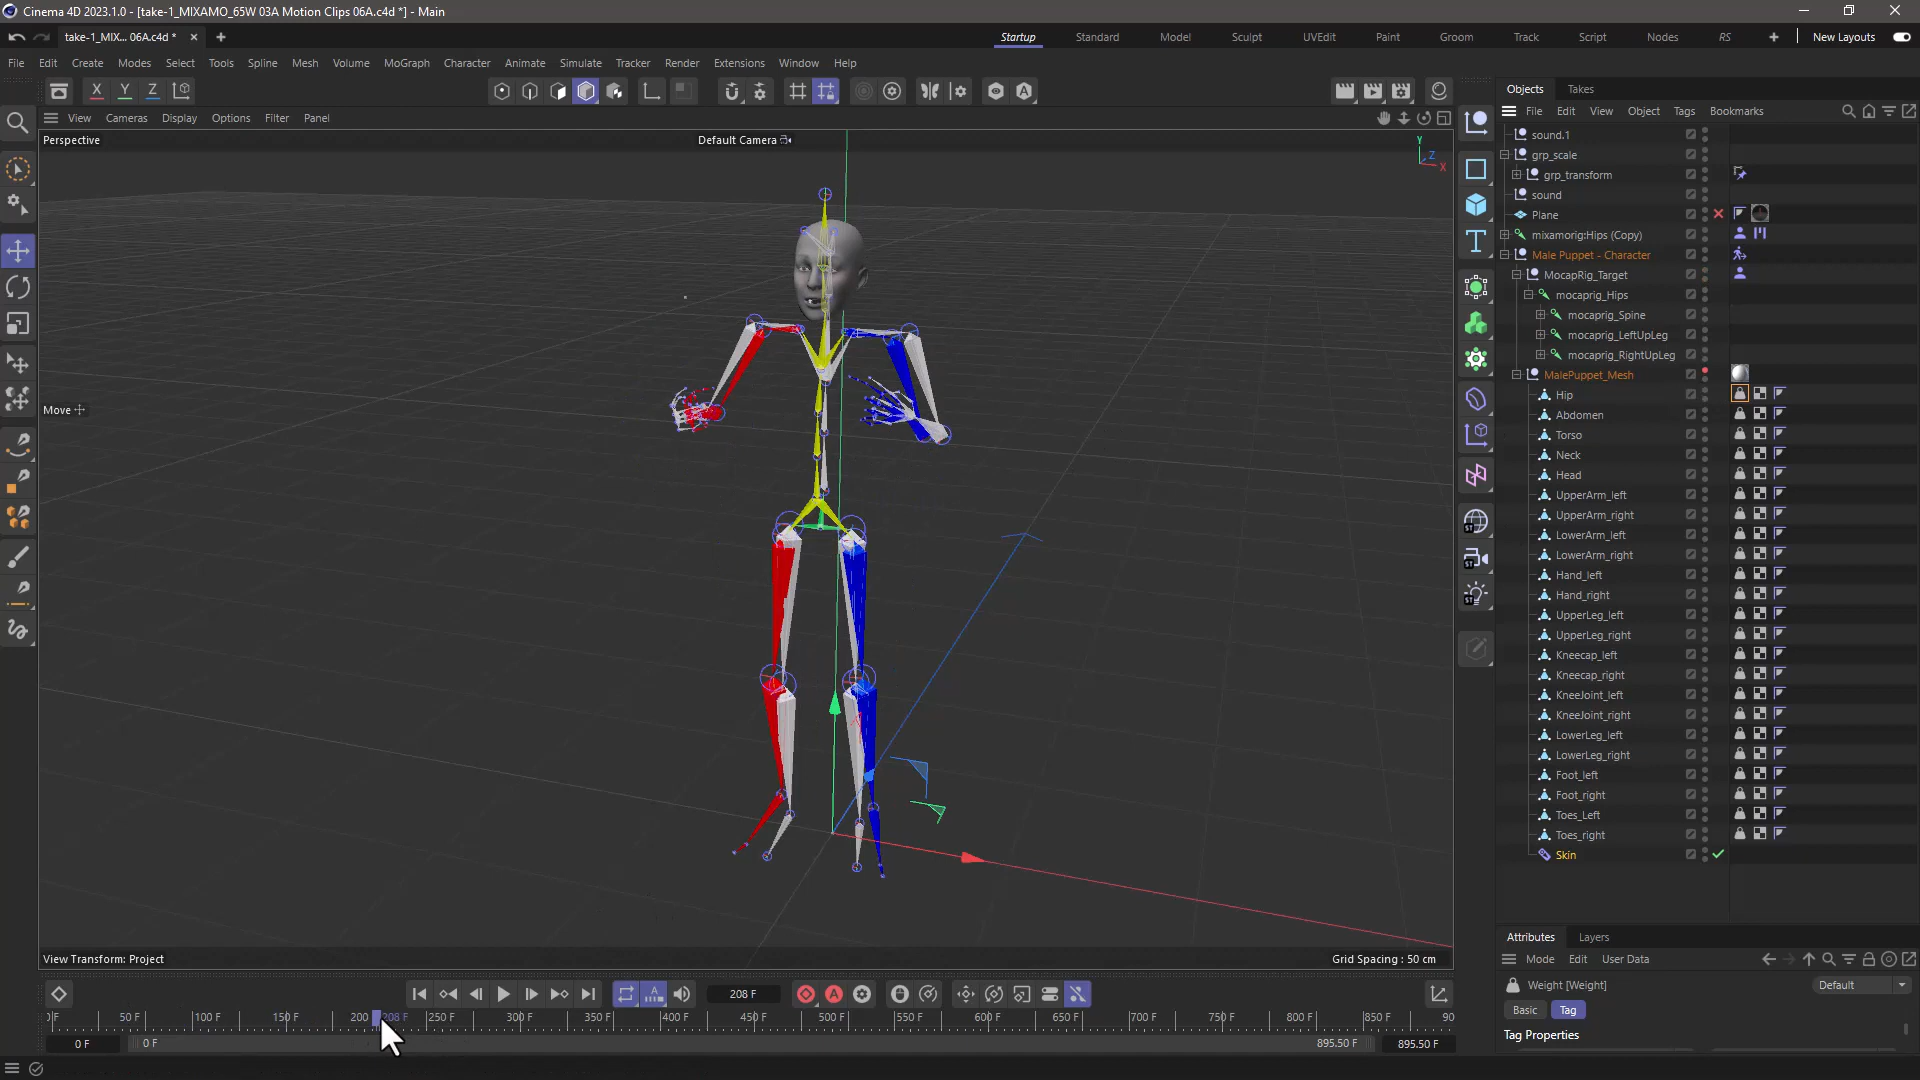 Cinema 4D 2023.1.0 - [take-1_MIXAMO_65W 03A Motion Clips 06A.c4d *] - Main
take-1_MIX... 06A.c4d *
Startup
Standard
Model
Sculpt
UVEdit
Paint
Groom
Track
Script
Nodes
RS
New Layouts
File Edit Create Modes Select Tools Spline Mesh Volume MoGraph Character Animate Simulate Tracker Render Extensions Window Help
X Y Z
Objects Takes
View Cameras Display Options Filter Panel
File Edit View Object Tags Bookmarks
Perspective
Default Camera
Y
Z
X
sound.1
grp_scale
grp_transform
sound
Plane
mixamorig:Hips (Copy)
Male Puppet - Character
MocapRig_Target
mocaprig_Hips
mocaprig_Spine
mocaprig_LeftUpLeg
mocaprig_RightUpLeg
MalePuppet_Mesh
Hip
Abdomen
Torso
Neck
Head
UpperArm_left
UpperArm_right
LowerArm_left
LowerArm_right
Hand_left
Hand_right
UpperLeg_left
UpperLeg_right
Kneecap_left
Kneecap_right
KneeJoint_left
KneeJoint_right
LowerLeg_left
LowerLeg_right
Foot_left
Foot_right
Toes_Left
Toes_right
Skin
Move
ST
ST
ST
View Transform: Project
Grid Spacing : 50 cm
Attributes Layers
Mode Edit User Data
Weight [Weight]
Default
Basic Tag
Tag Properties
A
208 F
A
50 F 100 F 150 F 200 208 F 250 F 300 F 350 F 400 F 450 F 500 F 550 F 600 F 650 F 700 F 750 F 800 F 850 F 90
0 F
0 F
895.50 F
895.50 F